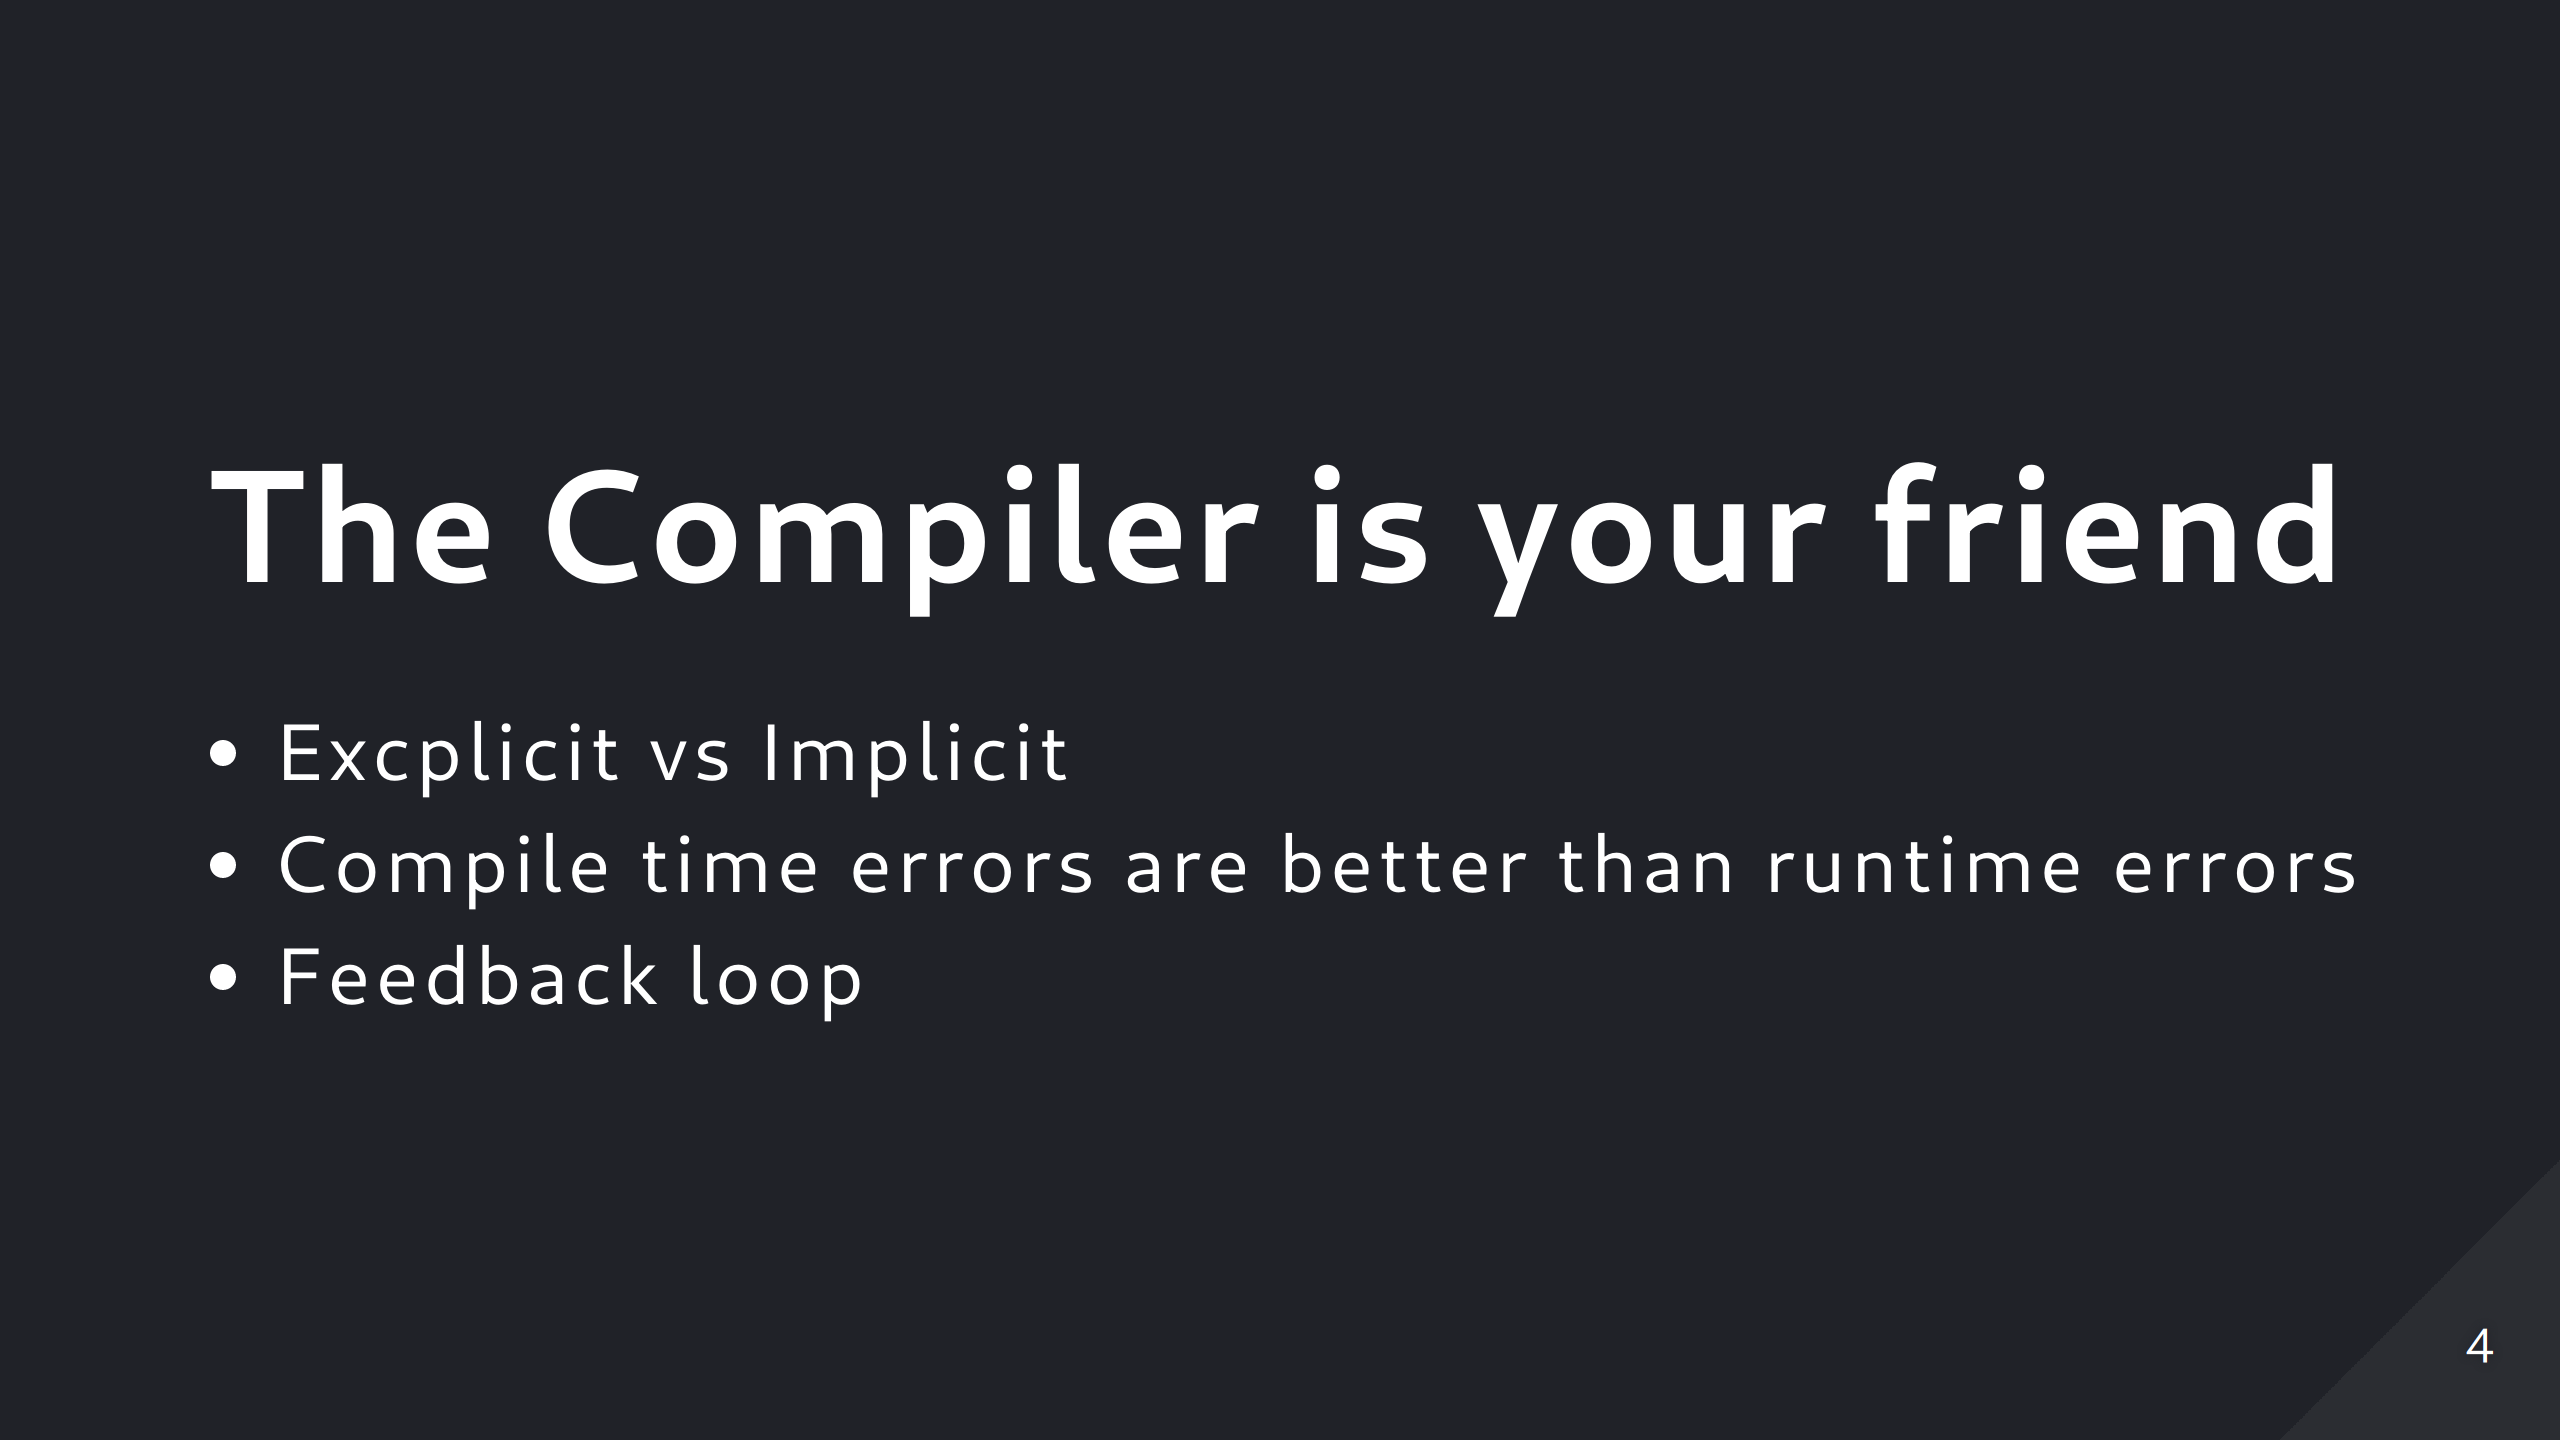 The Compiler is your friend
• Excplicit vs Implicit
• Compile time errors are better than runtime errors
• Feedback loop
4